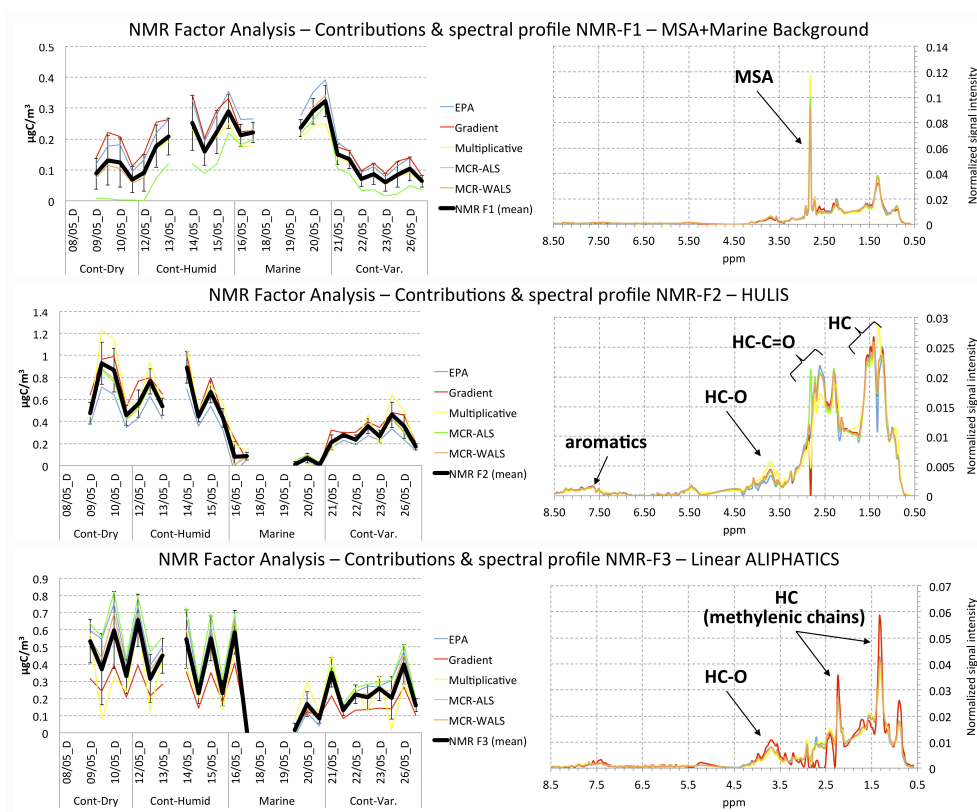 NMR Factor Analysis – Contributions & spectral profile NMR-F1 – MSA+Marine Background
µgC/m³
0.5
0.4
0.3
0.2
0.1
0
08/05_D
09/05_D
10/05_D
12/05_D
13/05_D
14/05_D
15/05_D
16/05_D
18/05_D
19/05_D
20/05_D
21/05_D
22/05_D
23/05_D
26/05_D
Cont-Dry Cont-Humid Marine Cont-Var.
EPA
Gradient
Multiplicative
MCR-ALS
MCR-WALS
NMR F1 (mean)
MSA
0.14
0.12
0.1
0.08
0.06
0.04
0.02
0
Normalized signal intensity
8.50 7.50 6.50 5.50 4.50 3.50 2.50 1.50 0.50
ppm
NMR Factor Analysis – Contributions & spectral profile NMR-F2 – HULIS
µgC/m³
1.4
1.2
1
0.8
0.6
0.4
0.2
0
08/05_D
09/05_D
10/05_D
12/05_D
13/05_D
14/05_D
15/05_D
16/05_D
18/05_D
19/05_D
20/05_D
21/05_D
22/05_D
23/05_D
26/05_D
Cont-Dry Cont-Humid Marine Cont-Var.
EPA
Gradient
Multiplicative
MCR-ALS
MCR-WALS
NMR F2 (mean)
aromatics
HC-O
HC-C=O
HC
0.03
0.025
0.02
0.015
0.01
0.005
0
Normalized signal intensity
8.50 7.50 6.50 5.50 4.50 3.50 2.50 1.50 0.50
ppm
NMR Factor Analysis – Contributions & spectral profile NMR-F3 – Linear ALIPHATICS
µgC/m³
0.9
0.8
0.7
0.6
0.5
0.4
0.3
0.2
0.1
0
08/05_D
09/05_D
10/05_D
12/05_D
13/05_D
14/05_D
15/05_D
16/05_D
18/05_D
19/05_D
20/05_D
21/05_D
22/05_D
23/05_D
26/05_D
Cont-Dry Cont-Humid Marine Cont-Var.
EPA
Gradient
Multiplicative
MCR-ALS
MCR-WALS
NMR F3 (mean)
HC
(methylenic chains)
HC-O
0.07
0.06
0.05
0.04
0.03
0.02
0.01
0
Normalized signal intensity
8.50 7.50 6.50 5.50 4.50 3.50 2.50 1.50 0.50
ppm